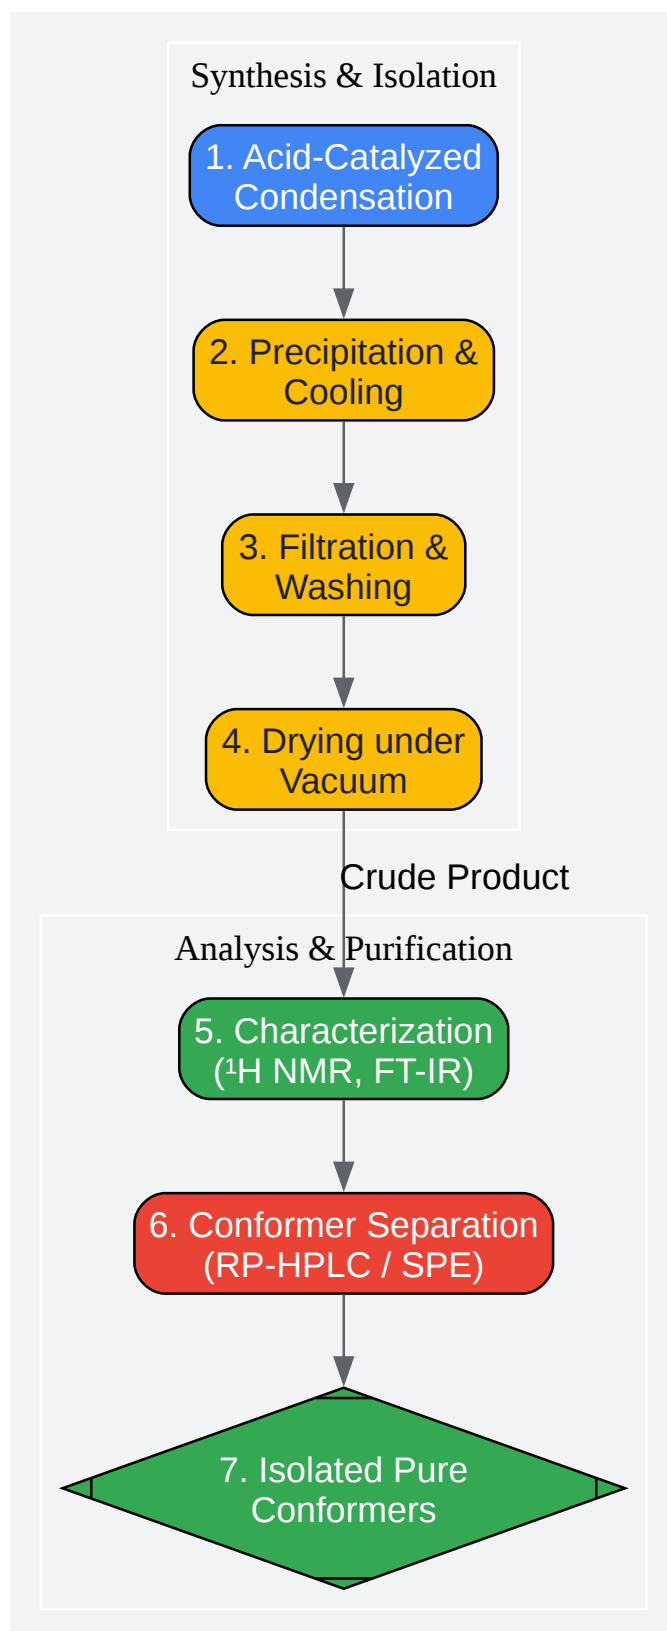 Synthesis & Isolation
1. Acid-Catalyzed
Condensation
2. Precipitation &
Cooling
3. Filtration &
Washing
4. Drying under
Vacuum
Crude Product
Analysis & Purification
5. Characterization
(¹H NMR, FT-IR)
6. Conformer Separation
(RP-HPLC / SPE)
7. Isolated Pure
Conformers